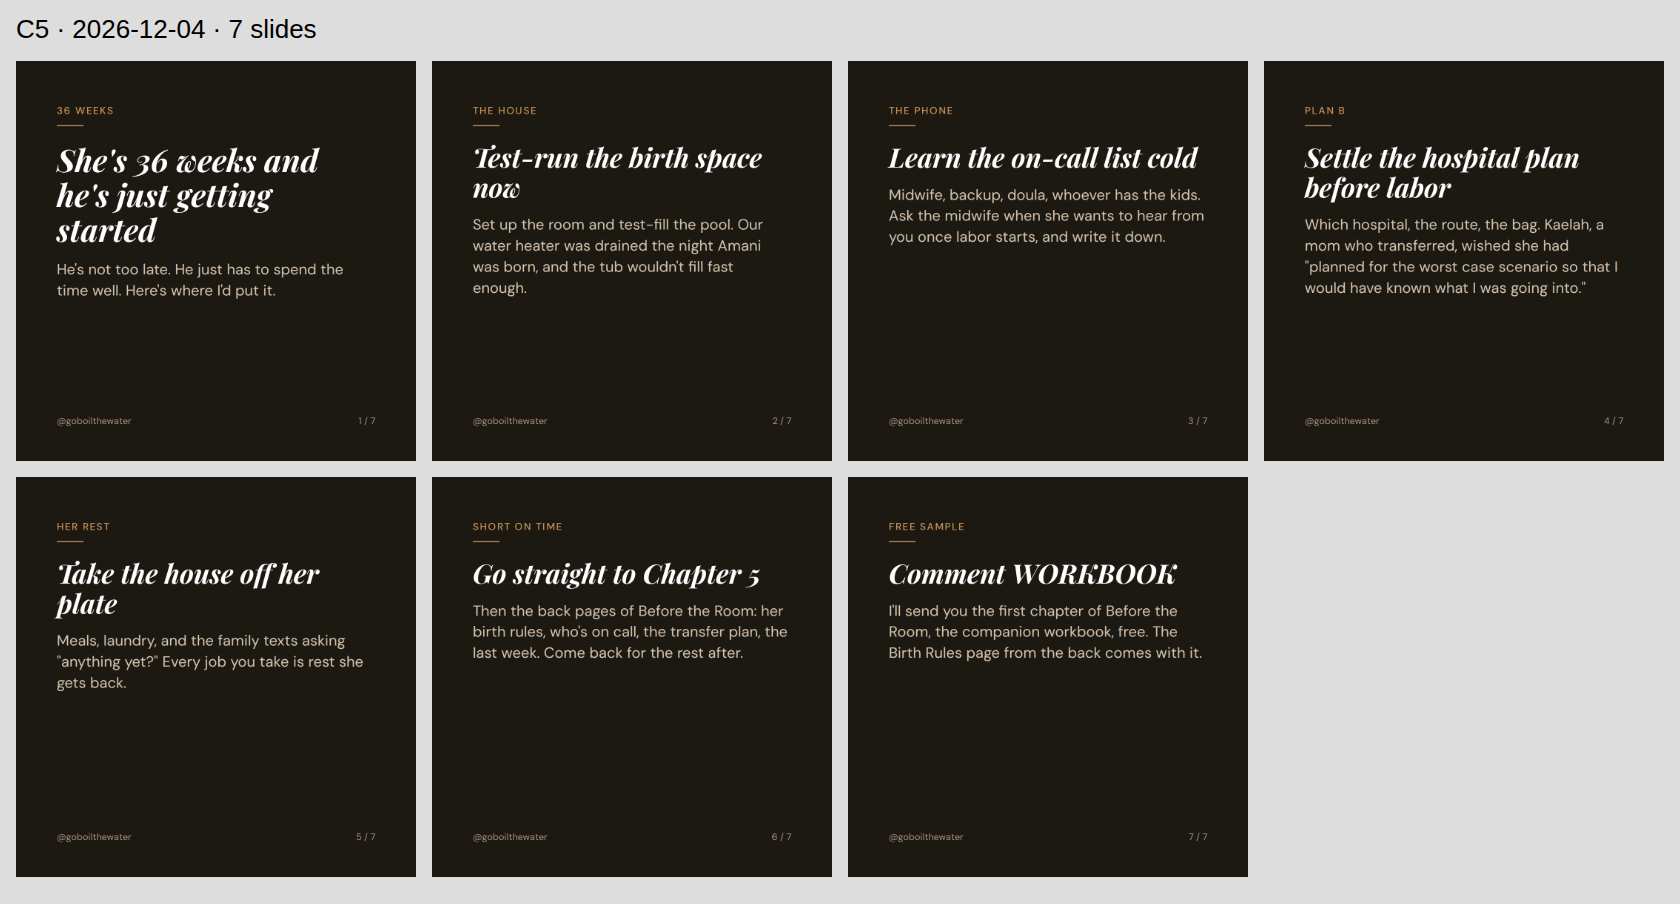 C5 · 2026-12-04 · 7 slides
36 WEEKS
She's 36 weeks and
he's just getting
started
He's not too late. He just has to spend the
time well. Here's where I'd put it.
@goboilthewater
1 / 7
THE HOUSE
Test-run the birth space
now
Set up the room and test-fill the pool. Our
water heater was drained the night Amani
was born, and the tub wouldn't fill fast
enough.
@goboilthewater
2 / 7
THE PHONE
Learn the on-call list cold
Midwife, backup, doula, whoever has the kids.
Ask the midwife when she wants to hear from
you once labor starts, and write it down.
@goboilthewater
3 / 7
PLAN B
Settle the hospital plan
before labor
Which hospital, the route, the bag. Kaelah, a
mom who transferred, wished she had
"planned for the worst case scenario so that I
would have known what I was going into."
@goboilthewater
4 / 7
HER REST
Take the house off her
plate
Meals, laundry, and the family texts asking
"anything yet?" Every job you take is rest she
gets back.
@goboilthewater
5 / 7
SHORT ON TIME
Go straight to Chapter 5
Then the back pages of Before the Room: her
birth rules, who's on call, the transfer plan, the
last week. Come back for the rest after.
@goboilthewater
6 / 7
FREE SAMPLE
Comment WORKBOOK
I'll send you the first chapter of Before the
Room, the companion workbook, free. The
Birth Rules page from the back comes with it.
@goboilthewater
7 / 7